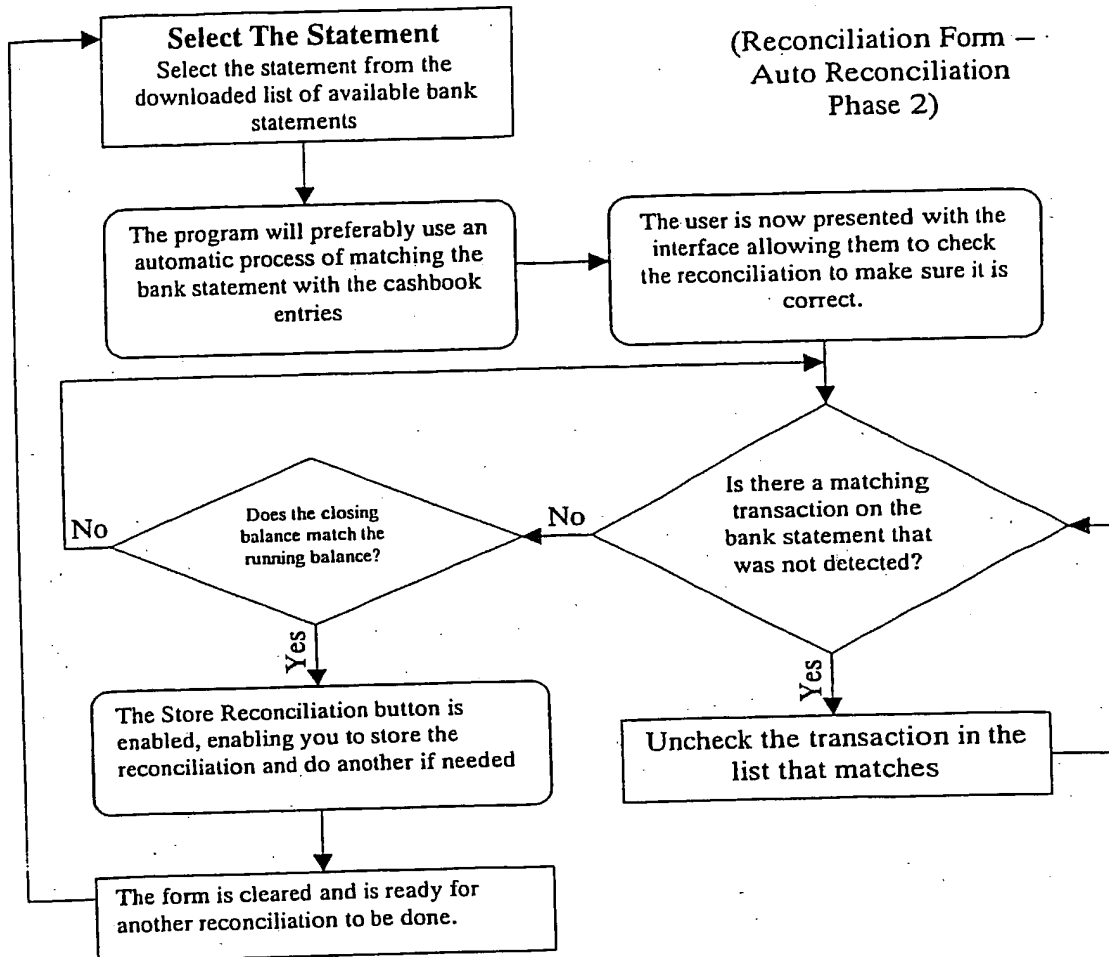 Select The Statement
Select the statement from the
downloaded list of available bank
statements
(Reconciliation Form –
Auto Reconciliation
Phase 2)
The program will preferably use an
automatic process of matching the
bank statement with the cashbook
entries
The user is now presented with the
interface allowing them to check
the reconciliation to make sure it is
correct.
Is there a matching
transaction on the
bank statement that
was not detected?
No
Does the closing
balance match the
running balance?
No
Yes
Yes
The Store Reconciliation button is
enabled, enabling you to store the
reconciliation and do another if needed
Uncheck the transaction in the
list that matches
The form is cleared and is ready for
another reconciliation to be done.